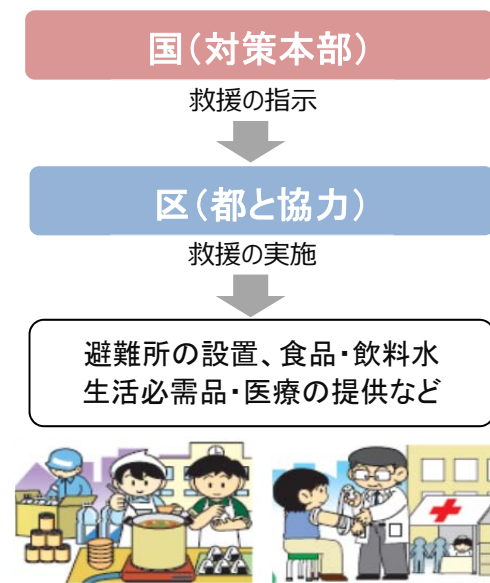 国（対策本部）
救援の指示
区（都と協力）
救援の実施
避難所の設置、食品・飲料水
生活必需品・医療の提供など